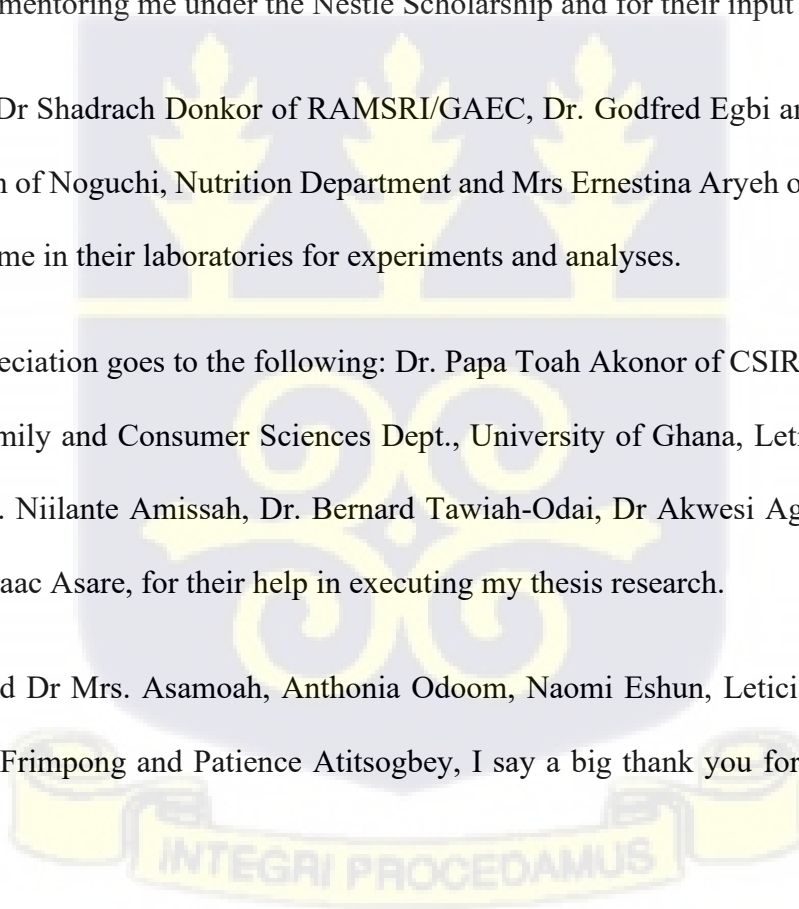 mentoring me under the Nestle Scholarship and for their input
Dr Shadrach Donkor of RAMSRI/GAEC, Dr. Godfred Egbi an
n of Noguchi, Nutrition Department and Mrs Ernestina Aryeh o
me in their laboratories for experiments and analyses.
eciation goes to the following: Dr. Papa Toah Akonor of CSIR
mily and Consumer Sciences Dept., University of Ghana, Leti
. Niilante Amissah, Dr. Bernard Tawiah-Odai, Dr Akwesi Ag
aac Asare, for their help in executing my thesis research.
d Dr Mrs. Asamoah, Anthonia Odoom, Naomi Eshun, Letici
Frimpong and Patience Atitsogbey, I say a big thank you for
INTEGRI PROCEDAMUS